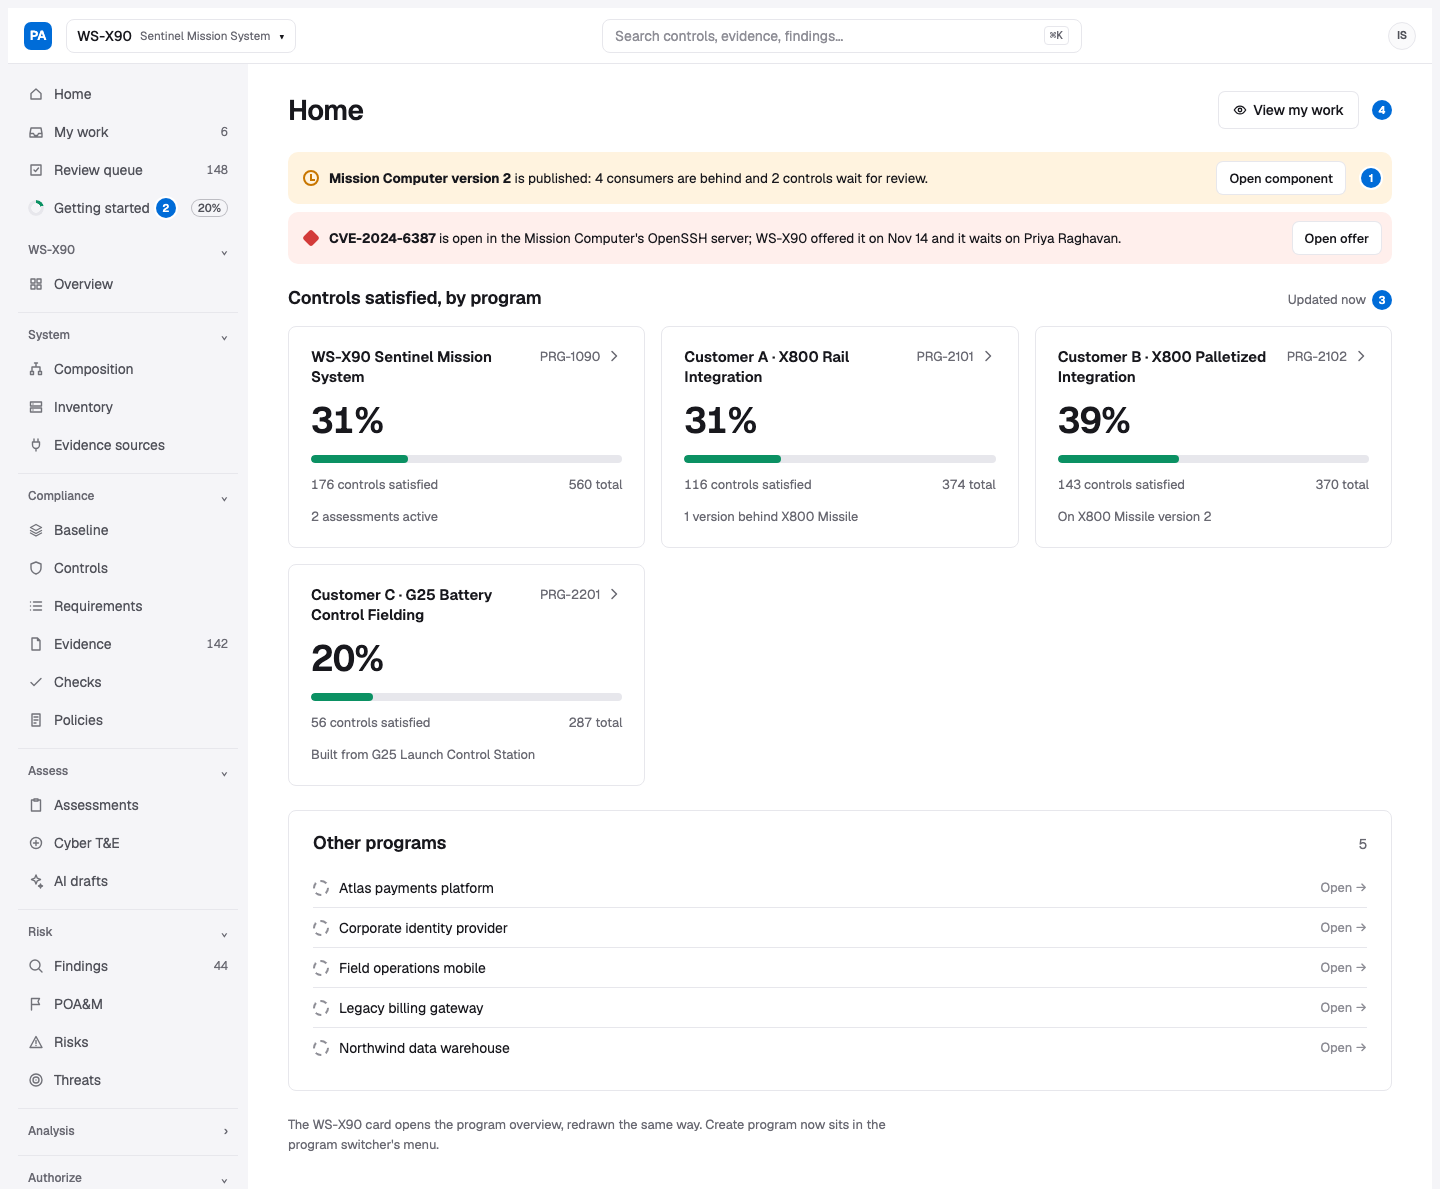 PA
WS-X90 Sentinel Mission System
Search controls, evidence, findings...
⌘K
IS
Home
My work 6
Review queue 148
Getting started 2 20%
WS-X90
Overview
System
Composition
Inventory
Evidence sources
Compliance
Baseline
Controls
Requirements
Evidence 142
Checks
Policies
Assess
Assessments
Cyber T&E
AI drafts
Risk
Findings 44
POA&M
Risks
Threats
Analysis
Authorize
Home
View my work 4
Mission Computer version 2 is published: 4 consumers are behind and 2 controls wait for review.
Open component 1
CVE-2024-6387 is open in the Mission Computer's OpenSSH server; WS-X90 offered it on Nov 14 and it waits on Priya Raghavan.
Open offer
Controls satisfied, by program
Updated now 3
WS-X90 Sentinel Mission
System
PRG-1090
31%
176 controls satisfied 560 total
2 assessments active
Customer A · X800 Rail
Integration
PRG-2101
31%
116 controls satisfied 374 total
1 version behind X800 Missile
Customer B · X800 Palletized
Integration
PRG-2102
39%
143 controls satisfied 370 total
On X800 Missile version 2
Customer C · G25 Battery
Control Fielding
PRG-2201
20%
56 controls satisfied 287 total
Built from G25 Launch Control Station
Other programs 5
Atlas payments platform Open →
Corporate identity provider Open →
Field operations mobile Open →
Legacy billing gateway Open →
Northwind data warehouse Open →
The WS-X90 card opens the program overview, redrawn the same way. Create program now sits in the
program switcher's menu.